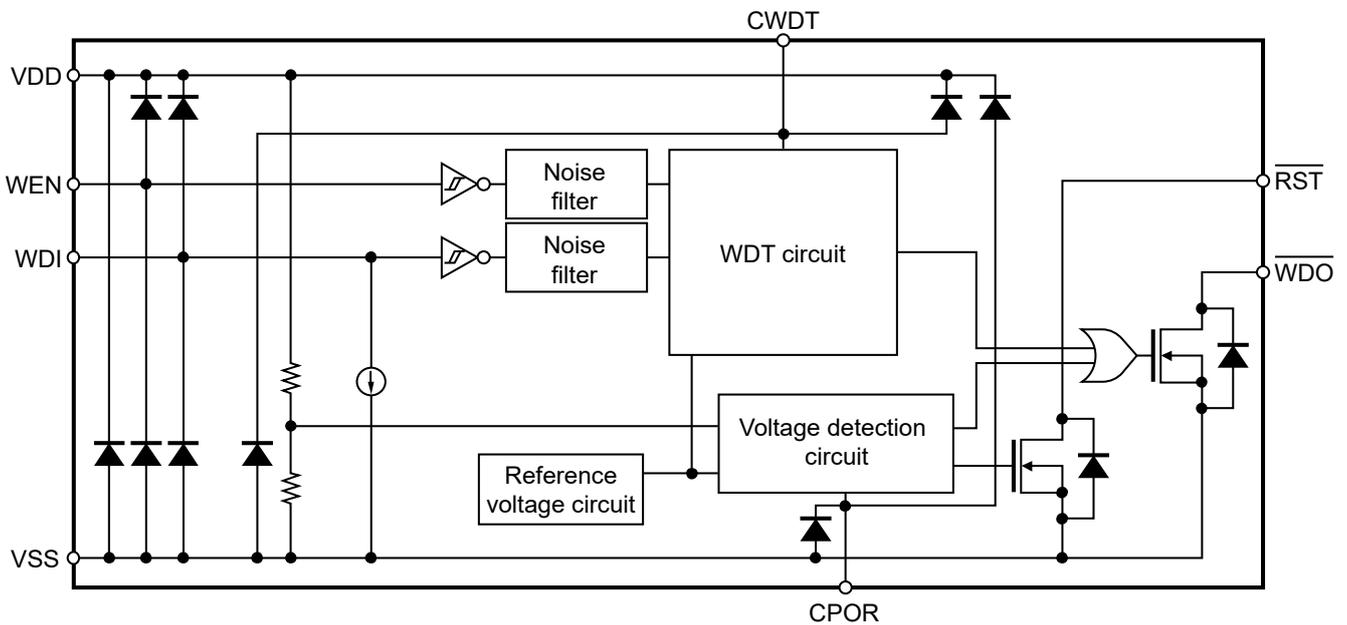 CWDT
VDD
WEN
Noise
filter
RST
WDI
Noise
filter
WDT circuit
WDO
Voltage detection
circuit
Reference
voltage circuit
VSS
CPOR